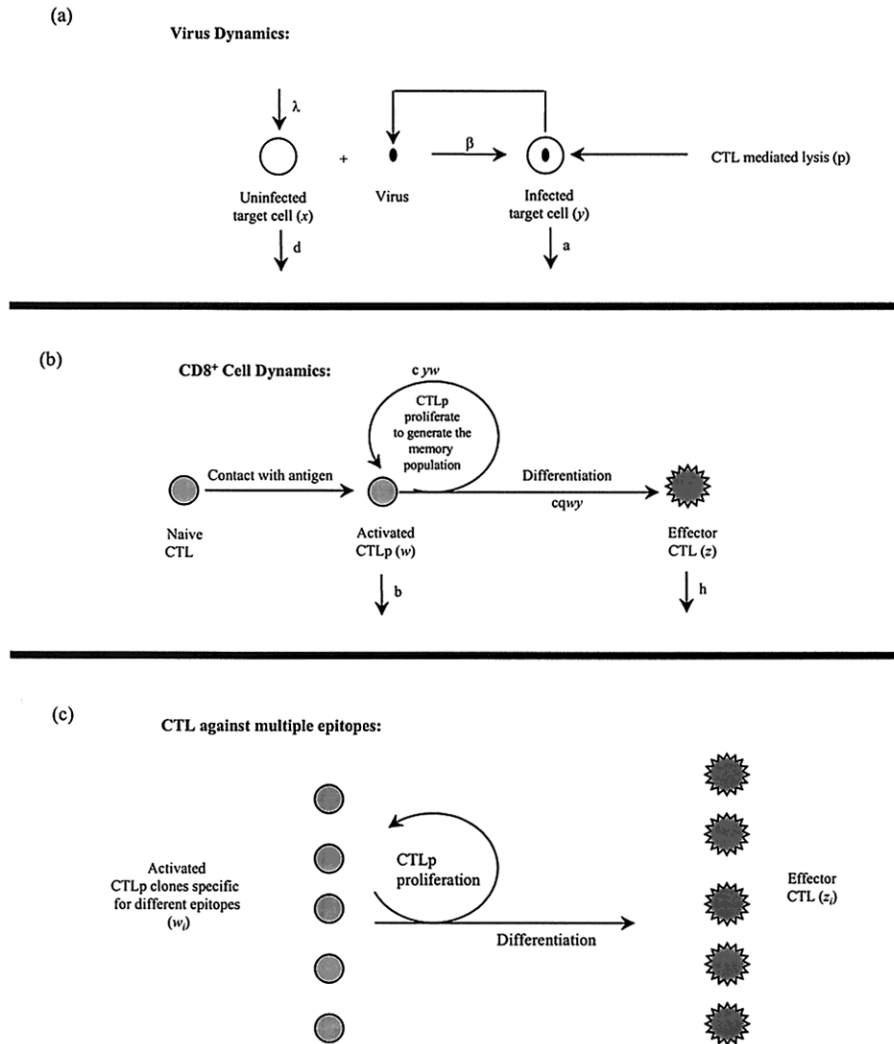 (a)
Virus Dynamics:
λ
+
β
CTL mediated lysis (p)
Uninfected
target cell (x)
Virus
Infected
target cell (y)
d
a
(b)
CD8⁺ Cell Dynamics:
c yw
CTLp
proliferate
to generate the
memory
population
Contact with antigen
Differentiation
cqwy
Naive
CTL
Activated
CTLp (w)
Effector
CTL (z)
b
h
(c)
CTL against multiple epitopes:
Activated
CTLp clones specific
for different epitopes
(wᵢ)
CTLp
proliferation
Differentiation
Effector
CTL (zᵢ)